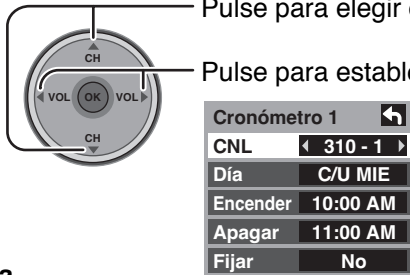 Pulse para elegir
Pulse para
CH
VOL OK VOL
CH
Cronómetro 1
CNL 310 - 1
Día C/U MIE
Encender 10:00 AM
Apagar 11:00 AM
Fijar No